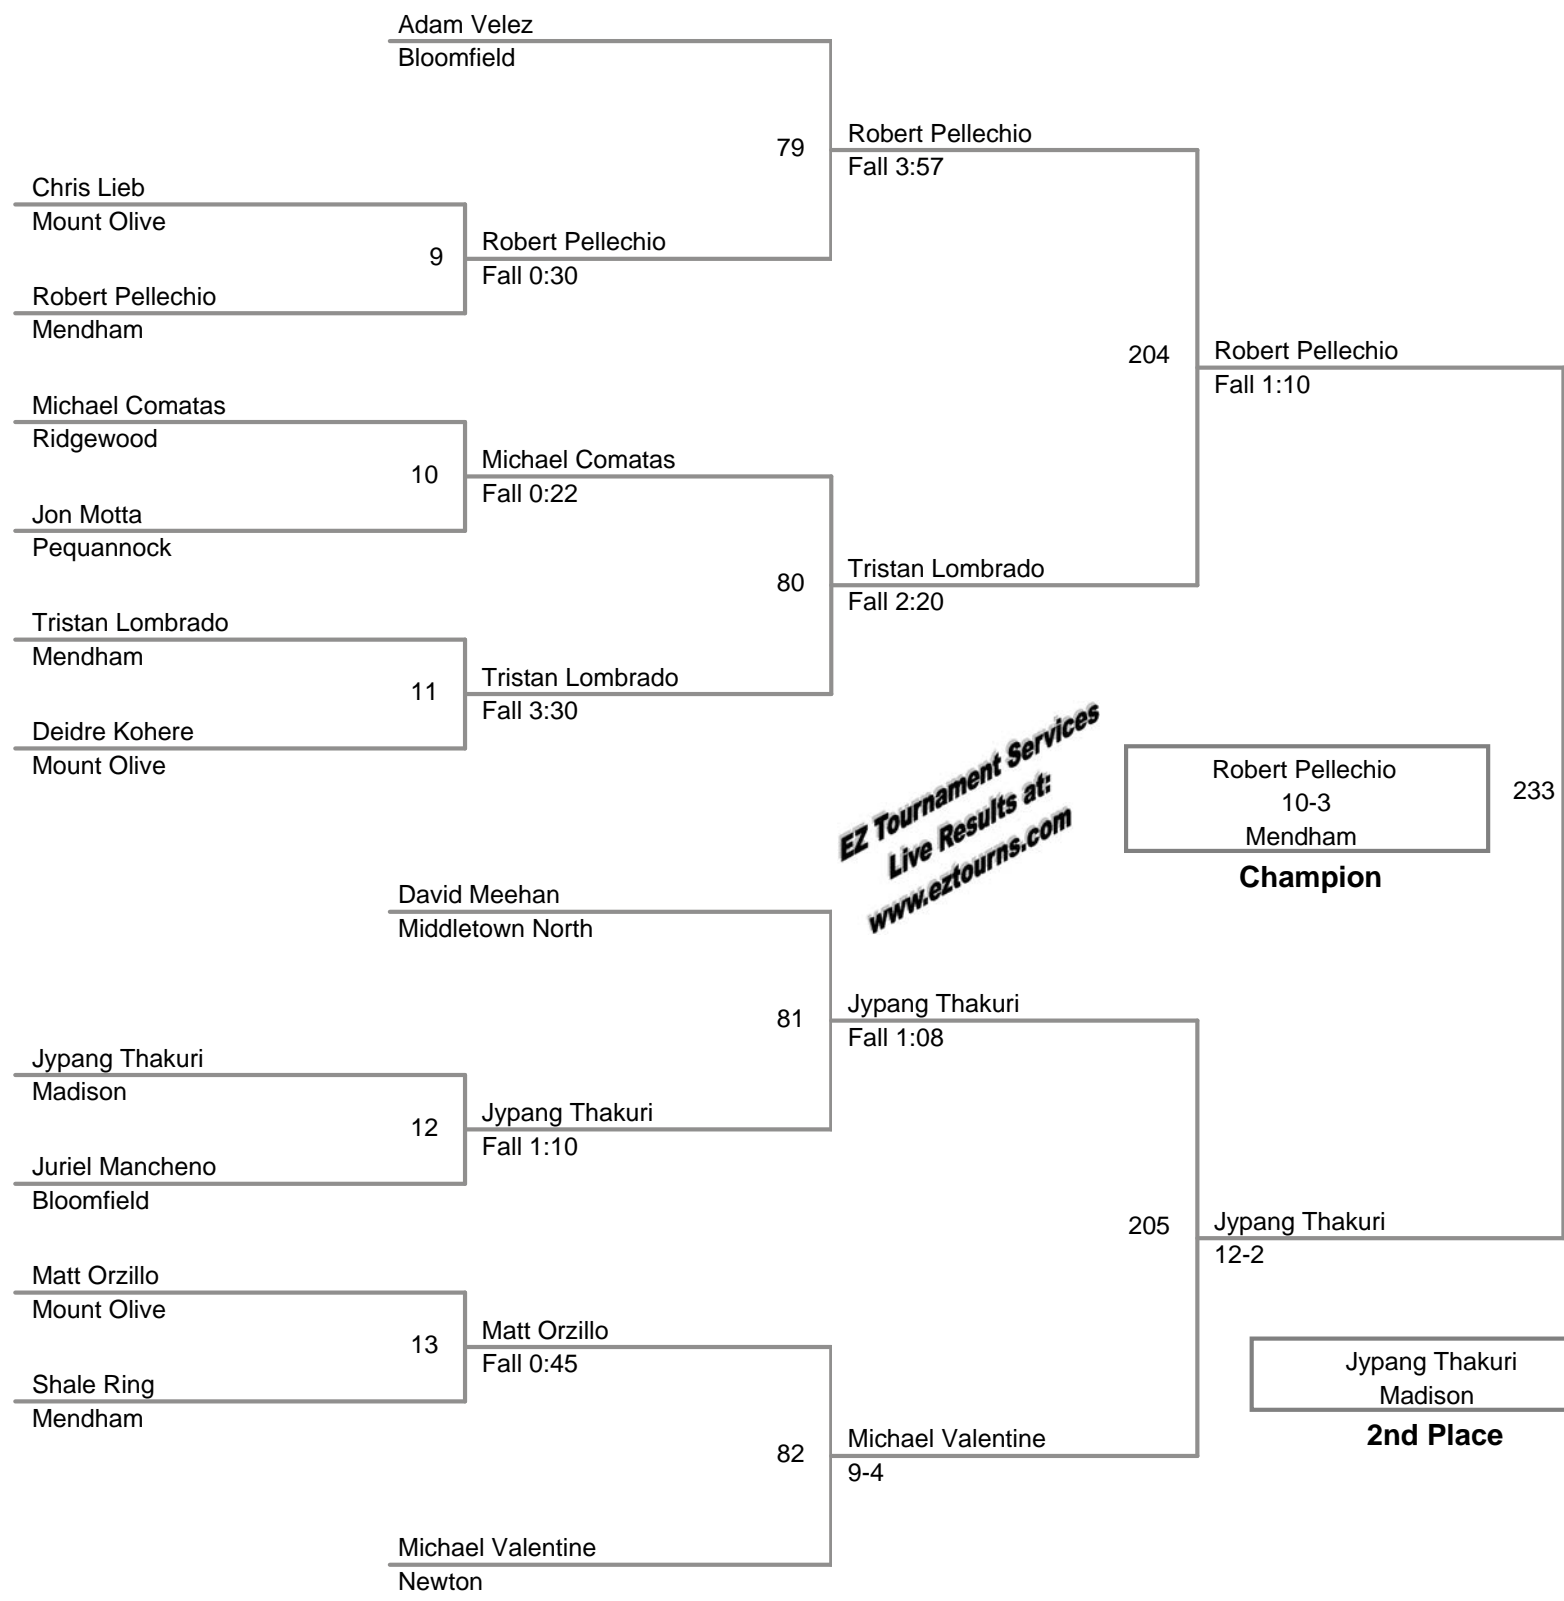 Adam Velez
Bloomfield
79
Robert Pellechio
Fall 3:57
Chris Lieb
Mount Olive
9
Robert Pellechio
Fall 0:30
Robert Pellechio
Mendham
204
Robert Pellechio
Fall 1:10
Michael Comatas
Ridgewood
10
Michael Comatas
Fall 0:22
Jon Motta
Pequannock
80
Tristan Lombrado
Fall 2:20
Tristan Lombrado
Mendham
11
Tristan Lombrado
Fall 3:30
Deidre Kohere
Mount Olive
EZ Tournament Services
Live Results at:
www.eztourns.com
Robert Pellechio
10-3
Mendham
233
Champion
David Meehan
Middletown North
81
Jypang Thakuri
Fall 1:08
Jypang Thakuri
Madison
12
Jypang Thakuri
Fall 1:10
Juriel Mancheno
Bloomfield
205
Jypang Thakuri
12-2
Matt Orzillo
Mount Olive
13
Matt Orzillo
Fall 0:45
Shale Ring
Mendham
Jypang Thakuri
Madison
2nd Place
82
Michael Valentine
9-4
Michael Valentine
Newton